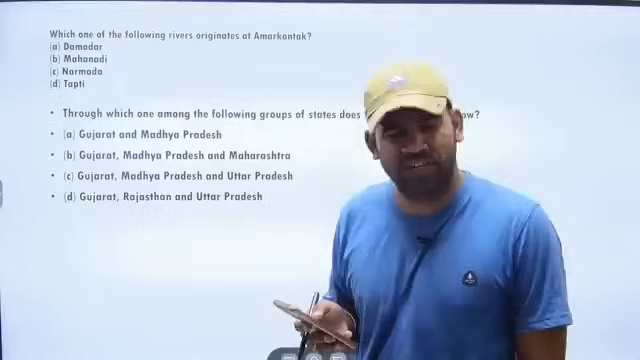 Which one of the following rivers originates at Amarkantak?
(a) Damodar
(b) Mahanadi
(c) Narmada
(d) Tapti
• Through which one among the following groups of states does ow?
• (a) Gujarat and Madhya Pradesh
• (b) Gujarat, Madhya Pradesh and Maharashtra
• (c) Gujarat, Madhya Pradesh and Uttar Pradesh
• (d) Gujarat, Rajasthan and Uttar Pradesh